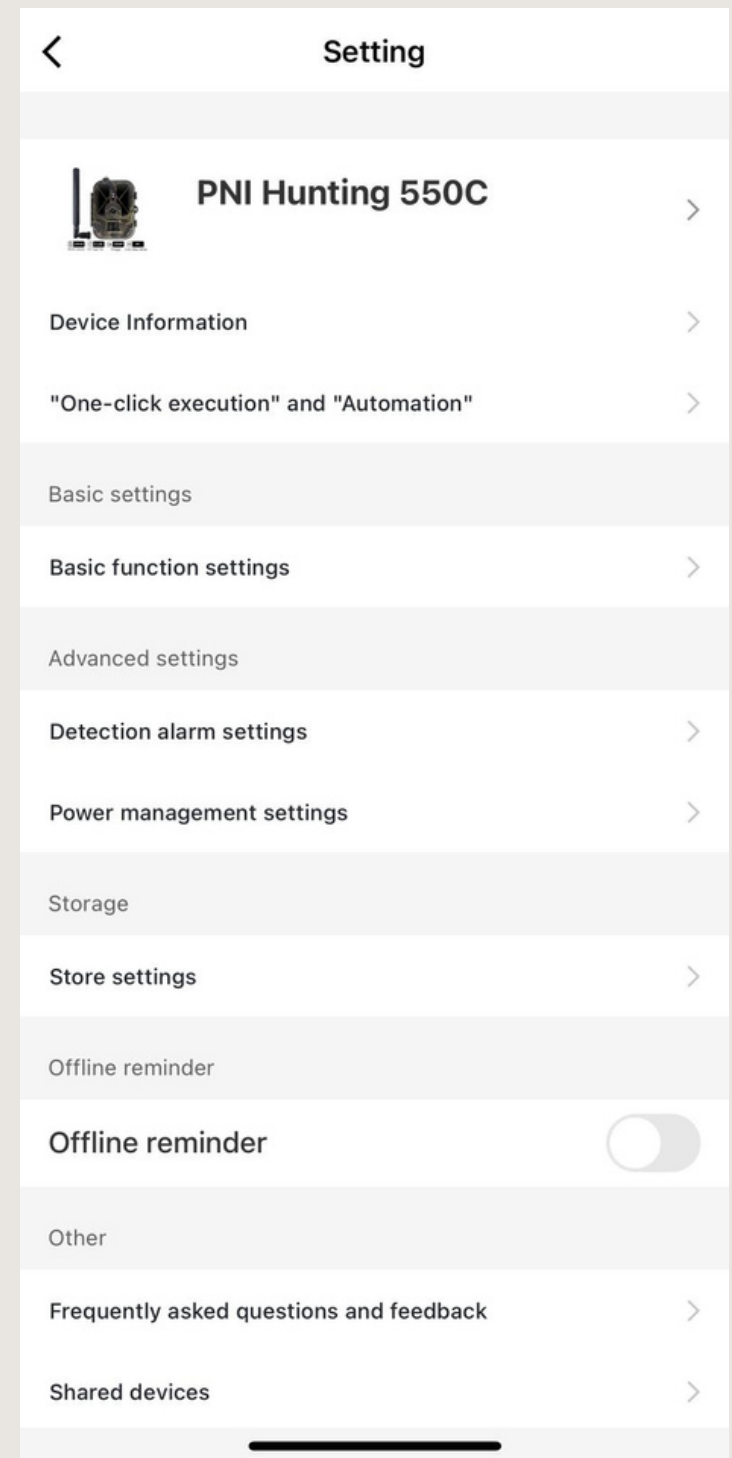 Setting
PNI Hunting 550C
Device Information
"One-click execution" and "Automation"
Basic settings
Basic function settings
Advanced settings
Detection alarm settings
Power management settings
Storage
Store settings
Offline reminder
Offline reminder
Other
Frequently asked questions and feedback
Shared devices